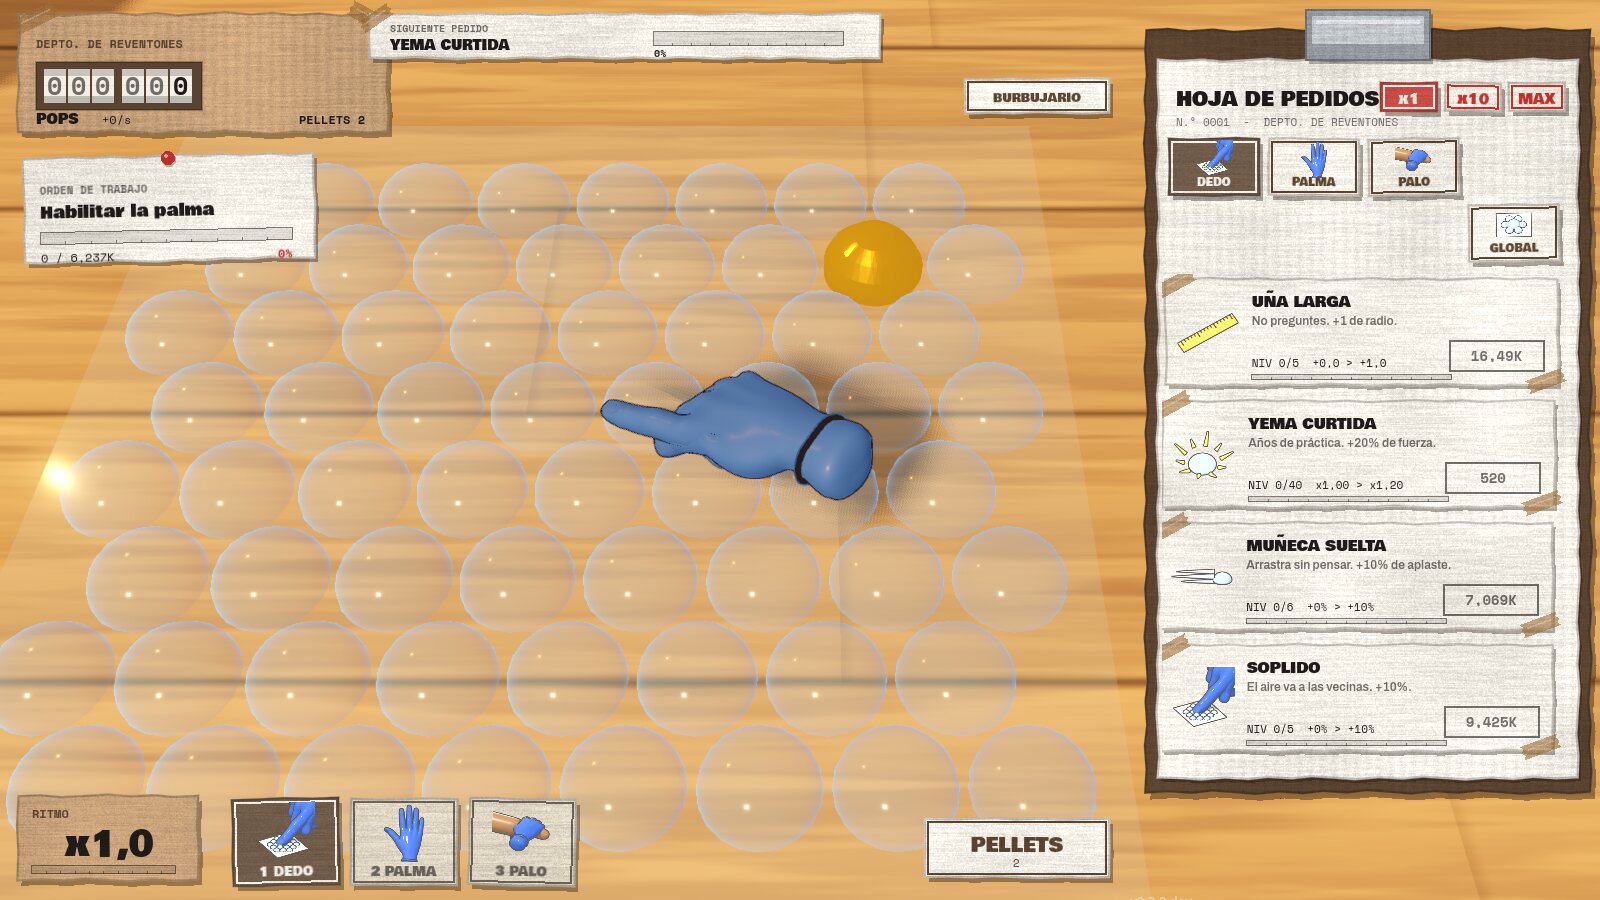 DEPTO. DE REVENTONES
000000
POPS +0/s PELLETS 2
SIGUIENTE PEDIDO
YEMA CURTIDA
0%
ORDEN DE TRABAJO
Habilitar la palma
0 / 6,237K 0%
BURBUJARIO
HOJA DE PEDIDOS x1 x10 MAX
N.° 0001 - DEPTO. DE REVENTONES
DEDO PALMA PALO
GLOBAL
UÑA LARGA
No preguntes. +1 de radio.
NIV 0/5 +0,0 > +1,0 16,49K
YEMA CURTIDA
Años de práctica. +20% de fuerza.
NIV 0/40 x1,00 > x1,20 520
MUÑECA SUELTA
Arrastra sin pensar. +10% de aplaste.
NIV 0/6 +0% > +10% 7,069K
SOPLIDO
El aire va a las vecinas. +10%.
NIV 0/5 +0% > +10% 9,425K
RITMO
x1,0
1 DEDO 2 PALMA 3 PALO
PELLETS
2